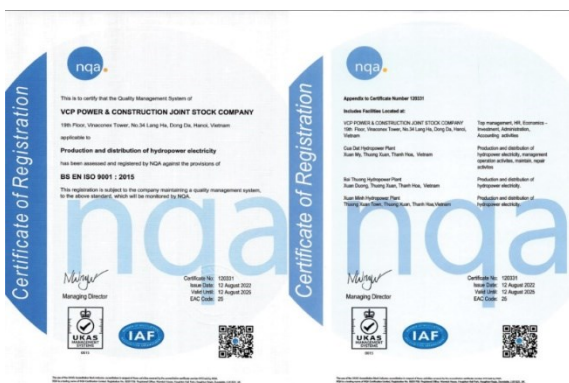 Certificate of Registration
nqa.
This is to certify that the Quality Management System of
VCP POWER & CONSTRUCTION JOINT STOCK COMPANY
19th Floor, Vinaconex Tower, No.34 Lang Ha, Dong Da, Hanoi, Vietnam
applicable to
Production and distribution of hydropower electricity
has been assessed and registered by NQA against the provisions of
BS EN ISO 9001 : 2015
This registration is subject to the company maintaining a quality management system,
to the above standard, which will be monitored by NQA.
nqa
Managing Director
Certificate No: 120331
Issue Date: 12 August 2022
Valid Until: 12 August 2025
EAC Code: 25
UKAS
MANAGEMENT
SYSTEMS
0015
IAF
Certificate of Registration
nqa.
Appendix to Certificate Number 120331
Includes Facilities Located at:
VCP POWER & CONSTRUCTION JOINT STOCK COMPANY
19th Floor, Vinaconex Tower, No.34 Lang Ha, Dong Da, Hanoi,
Vietnam
Top management, HR, Economics -
Investment, Administration,
Accounting activities
Cua Dat Hydropower Plant
Xuan My, Thuong Xuan, Thanh Hoa, Vietnam
Production and distribution of
hydropower electricity, management
operation activities, maintain, repair
activities
Bai Thuong Hydropower Plant
Xuan Duong, Thuong Xuan, Thanh Hoa, Vietnam
Production and distribution of
hydropower electricity.
Xuan Minh Hydropower Plant
Thuong Xuan Town, Thuong Xuan, Thanh Hoa, Vietnam
Production and distribution of
hydropower electricity.
nqa
Managing Director
Certificate No: 120331
Issue Date: 12 August 2022
Valid Until: 12 August 2025
EAC Code: 25
UKAS
MANAGEMENT
SYSTEMS
0015
IAF